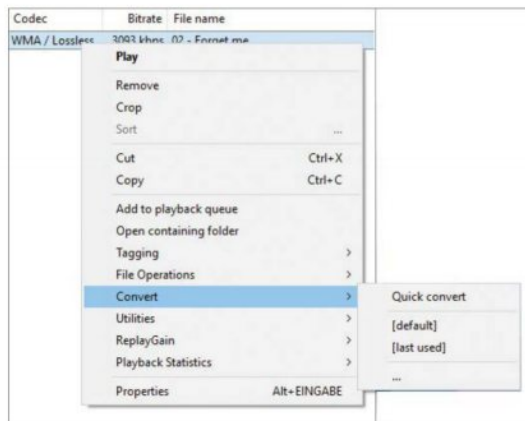 Codec Bitrate File name
WMA / Lossless 3093 kbps 02 - Forget me
Play
Remove
Crop
Sort ...
Cut Ctrl+X
Copy Ctrl+C
Add to playback queue
Open containing folder
Tagging
File Operations
Convert
Quick convert
Utilities
[default]
ReplayGain
[last used]
Playback Statistics
...
Properties Alt+EINGABE